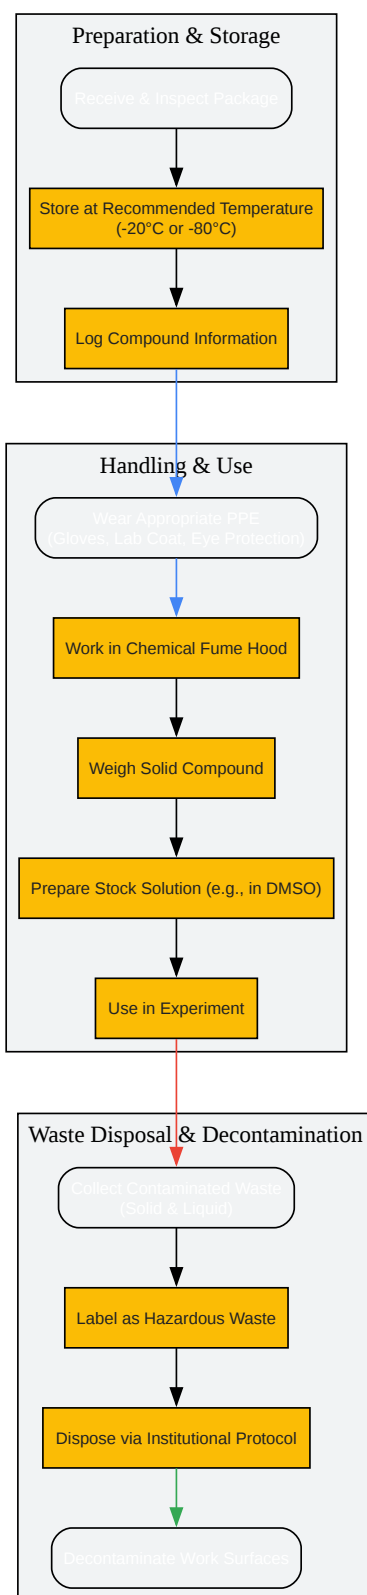 Preparation & Storage
Receive & Inspect Package
Store at Recommended Temperature
(-20°C or -80°C)
Log Compound Information
Handling & Use
Wear Appropriate PPE
(Gloves, Lab Coat, Eye Protection)
Work in Chemical Fume Hood
Weigh Solid Compound
Prepare Stock Solution (e.g., in DMSO)
Use in Experiment
Waste Disposal & Decontamination
Collect Contaminated Waste
(Solid & Liquid)
Label as Hazardous Waste
Dispose via Institutional Protocol
Decontaminate Work Surfaces